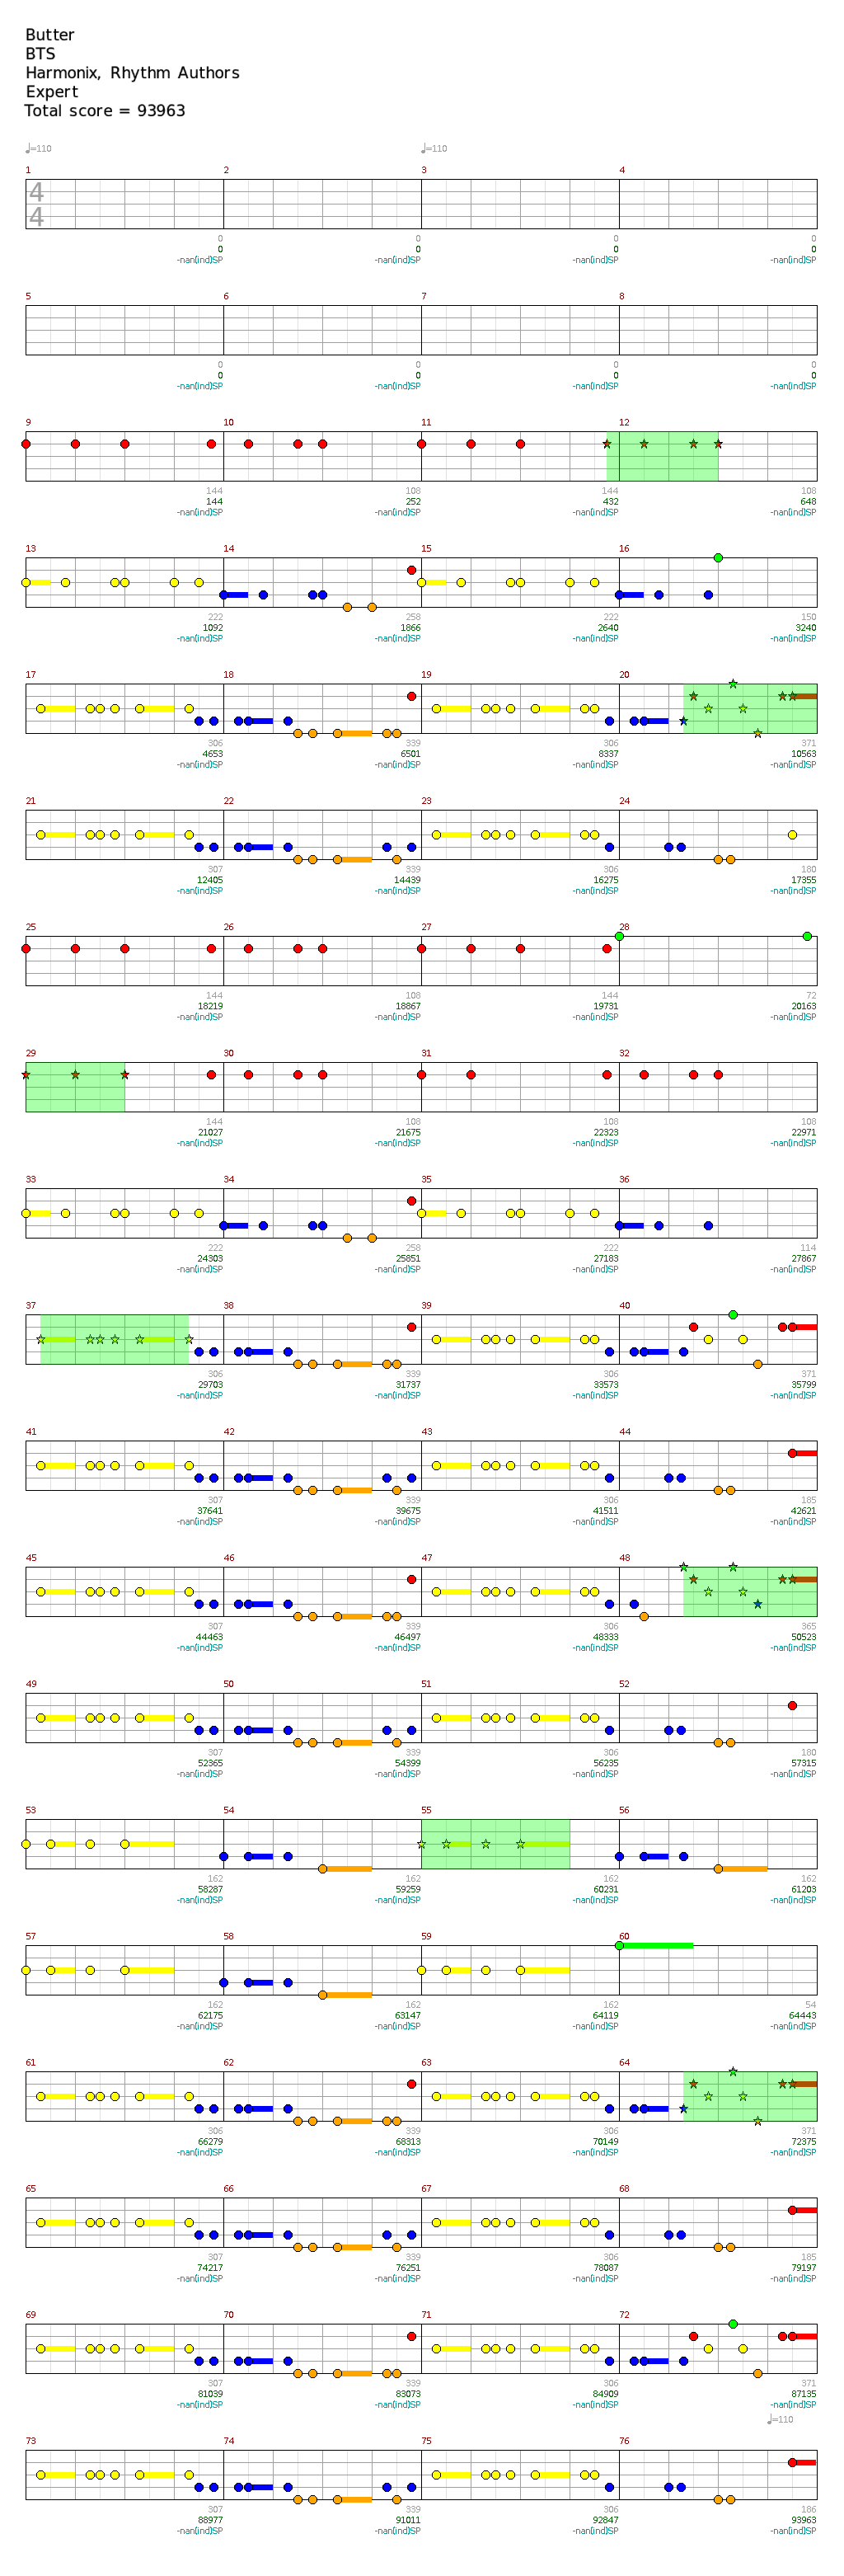 Butter
BTS
Harmonix, Rhythm Authors
Expert
Total score = 93963
♩=110 ♩=110
1 2 3 4
4
4
0 0 0 0
0 0 0 0
-nan(ind)SP -nan(ind)SP -nan(ind)SP -nan(ind)SP
5 6 7 8
0 0 0 0
0 0 0 0
-nan(ind)SP -nan(ind)SP -nan(ind)SP -nan(ind)SP
9 10 11 12
144 108 144 108
144 252 432 648
-nan(ind)SP -nan(ind)SP -nan(ind)SP -nan(ind)SP
13 14 15 16
222 258 222 150
1092 1866 2640 3240
-nan(ind)SP -nan(ind)SP -nan(ind)SP -nan(ind)SP
17 18 19 20
306 339 306 371
4653 6501 8337 10563
-nan(ind)SP -nan(ind)SP -nan(ind)SP -nan(ind)SP
21 22 23 24
307 339 306 180
12405 14439 16275 17355
-nan(ind)SP -nan(ind)SP -nan(ind)SP -nan(ind)SP
25 26 27 28
144 108 144 72
18219 18867 19731 20163
-nan(ind)SP -nan(ind)SP -nan(ind)SP -nan(ind)SP
29 30 31 32
144 108 108 108
21027 21675 22323 22971
-nan(ind)SP -nan(ind)SP -nan(ind)SP -nan(ind)SP
33 34 35 36
222 258 222 114
24303 25851 27183 27867
-nan(ind)SP -nan(ind)SP -nan(ind)SP -nan(ind)SP
37 38 39 40
306 339 306 371
29703 31737 33573 35799
-nan(ind)SP -nan(ind)SP -nan(ind)SP -nan(ind)SP
41 42 43 44
307 339 306 185
37641 39675 41511 42621
-nan(ind)SP -nan(ind)SP -nan(ind)SP -nan(ind)SP
45 46 47 48
307 339 306 365
44463 46497 48333 50523
-nan(ind)SP -nan(ind)SP -nan(ind)SP -nan(ind)SP
49 50 51 52
307 339 306 180
52365 54399 56235 57315
-nan(ind)SP -nan(ind)SP -nan(ind)SP -nan(ind)SP
53 54 55 56
162 162 162 162
58287 59259 60231 61203
-nan(ind)SP -nan(ind)SP -nan(ind)SP -nan(ind)SP
57 58 59 60
162 162 162 54
62175 63147 64119 64443
-nan(ind)SP -nan(ind)SP -nan(ind)SP -nan(ind)SP
61 62 63 64
306 339 306 371
66279 68313 70149 72375
-nan(ind)SP -nan(ind)SP -nan(ind)SP -nan(ind)SP
65 66 67 68
307 339 306 185
74217 76251 78087 79197
-nan(ind)SP -nan(ind)SP -nan(ind)SP -nan(ind)SP
69 70 71 72
307 339 306 371
81039 83073 84909 87135
-nan(ind)SP -nan(ind)SP -nan(ind)SP -nan(ind)SP
♩=110
73 74 75 76
307 339 306 186
88977 91011 92847 93963
-nan(ind)SP -nan(ind)SP -nan(ind)SP -nan(ind)SP